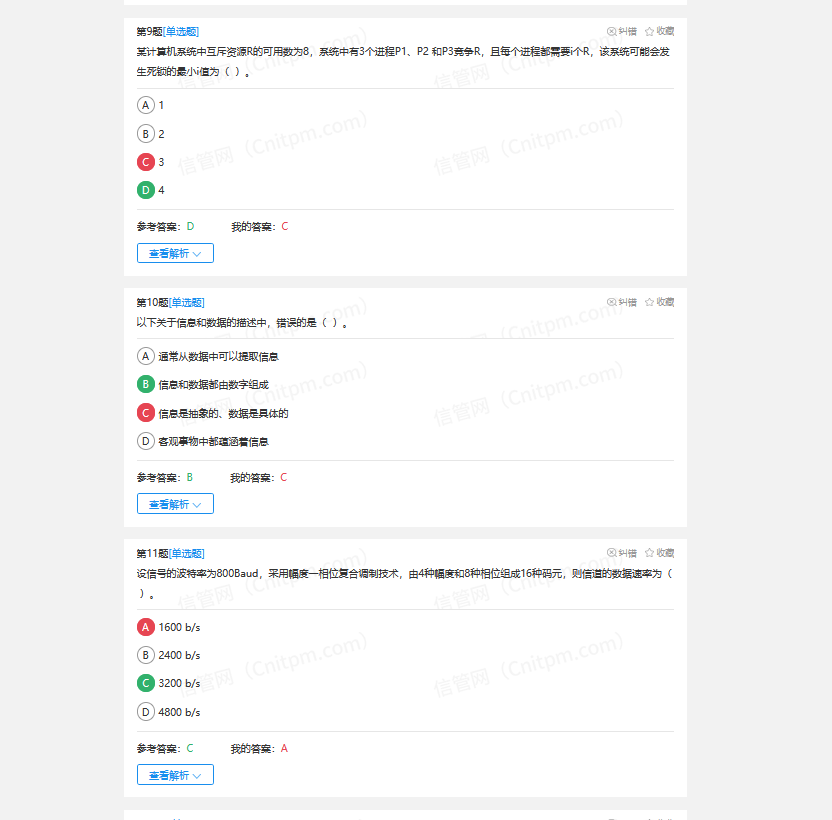 第9题[单选题] 纠错 收藏
某计算机系统中互斥资源R的可用数为8，系统中有3个进程P1、P2 和P3竞争R，且每个进程都需要i个R，该系统可能会发
生死锁的最小i值为（ ）。
A 1
B 2
C 3
D 4
参考答案：D 我的答案：C
查看解析
第10题[单选题] 纠错 收藏
以下关于信息和数据的描述中，错误的是（ ）。
A 通常从数据中可以提取信息
B 信息和数据都由数字组成
C 信息是抽象的、数据是具体的
D 客观事物中都蕴涵着信息
参考答案：B 我的答案：C
查看解析
第11题[单选题] 纠错 收藏
设信号的波特率为800Baud，采用幅度一相位复合调制技术，由4种幅度和8种相位组成16种码元，则信道的数据速率为（
）。
A 1600 b/s
B 2400 b/s
C 3200 b/s
D 4800 b/s
参考答案：C 我的答案：A
查看解析
信管网（Cnitpm.com）